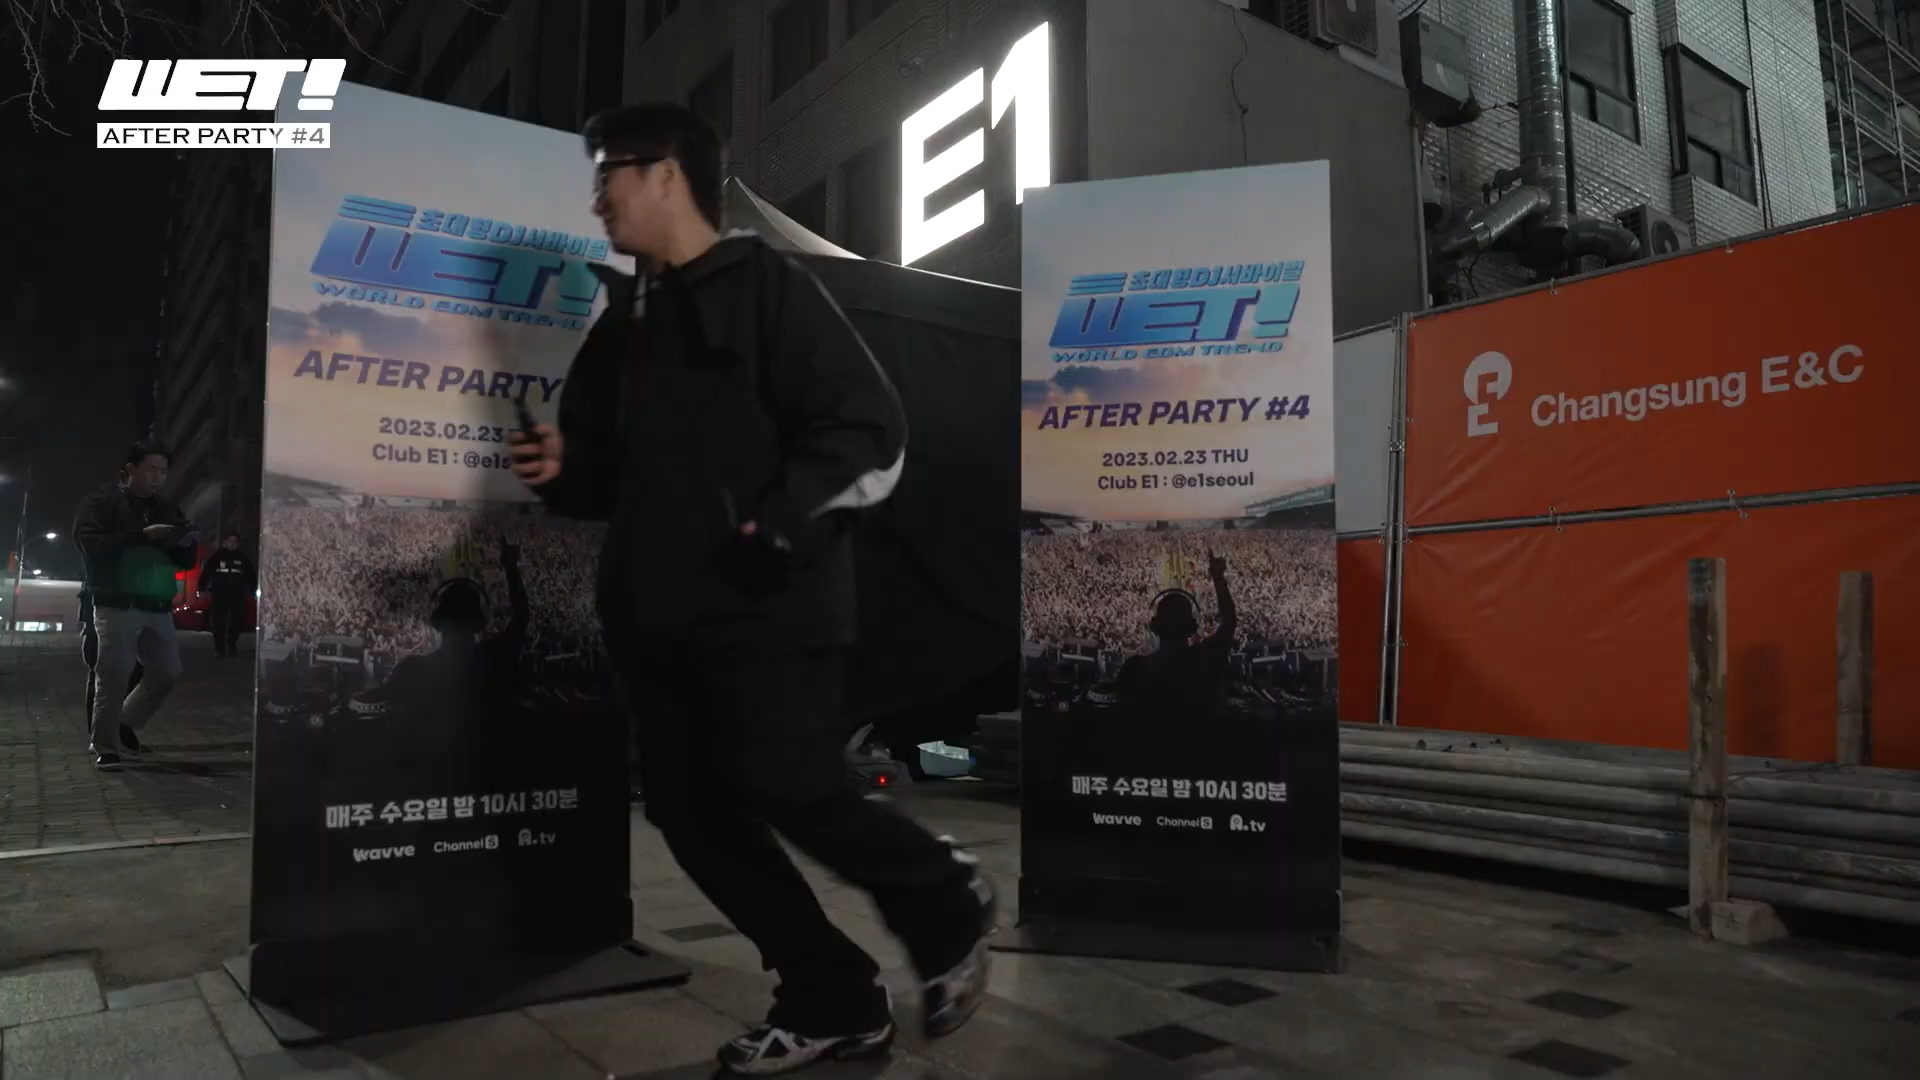 WET!
AFTER PARTY #4
E1
초대형DJ서바이벌
WET!
WORLD EDM TREND
AFTER PARTY
2023.02.23
Club E1 : @e1s
매주 수요일 밤 10시 30분
wavve Channel S A.tv
초대형DJ서바이벌
WET!
WORLD EDM TREND
AFTER PARTY #4
2023.02.23 THU
Club E1 : @e1seoul
매주 수요일 밤 10시 30분
wavve Channel S A.tv
Changsung E&C